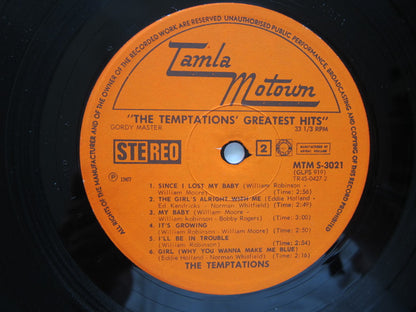 ALL RIGHTS OF THE MANUFACTURER AND OF THE OWNER OF THE RECORDED WORK ARE RESERVED UNAUTHORISED PUBLIC PERFORMANCE, BROADCASTING AND COPYING OF THIS RECORD PROHIBITED
Tamla
Motown
"THE TEMPTATIONS' GREATEST HITS"
GORDY MASTER 33 1/3 RPM
STEREO 2 MTM S-3021
(GLPS 919)
TR4S-0427-2
℗ 1967
1. SINCE I LOST MY BABY (William Robinson -
William Moore) (Time: 2:56)
2. THE GIRL'S ALRIGHT WITH ME (Eddie Holland -
Ed. Kendricks - Norman Whitfield) (Time: 2:49)
3. MY BABY (William Moore -
William Robinson - Bobby Rogers) (Time: 3:00)
4. IT'S GROWING
(William Robinson - William Moore) (Time: 2:50)
5. I'LL BE IN TROUBLE
(William Robinson) (Time: 2:54)
6. GIRL (WHY YOU WANNA MAKE ME BLUE)
(Eddie Holland - Norman Whitfield) (Time: 2:16)
THE TEMPTATIONS